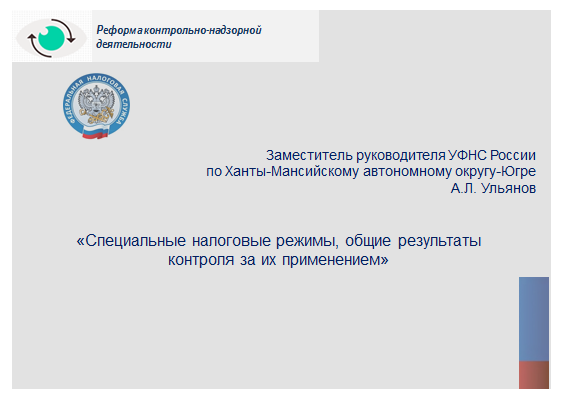 Реформа контрольно-надзорной
деятельности
ФЕДЕРАЛЬНАЯ НАЛОГОВАЯ СЛУЖБА
Заместитель руководителя УФНС России
по Ханты-Мансийскому автономному округу-Югре
А.Л. Ульянов
«Специальные налоговые режимы, общие результаты
контроля за их применением»